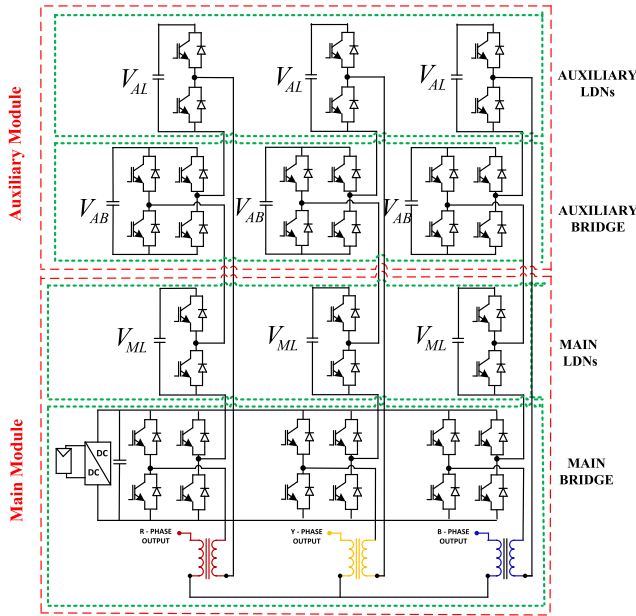 Auxiliary Module
V_AL
V_AL
V_AL
AUXILIARY
LDNs
V_AB
V_AB
V_AB
AUXILIARY
BRIDGE
Main Module
V_ML
V_ML
V_ML
MAIN
LDNs
DC
DC
MAIN
BRIDGE
R - PHASE
OUTPUT
Y - PHASE
OUTPUT
B - PHASE
OUTPUT